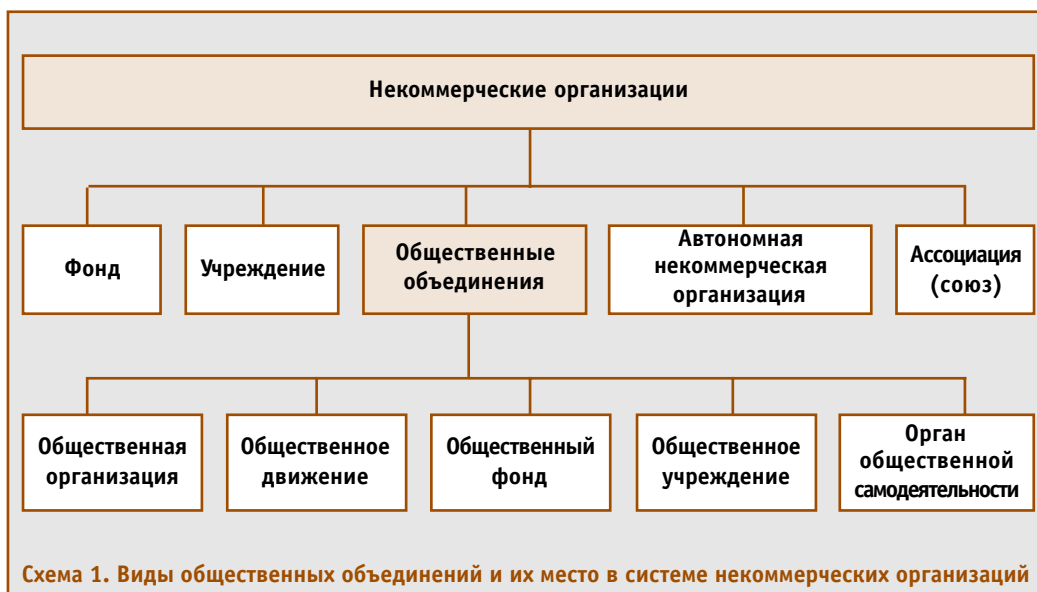 Некоммерческие организации
Фонд
Учреждение
Общественные
объединения
Автономная
некоммерческая
организация
Ассоциация
(союз)
Общественная
организация
Общественное
движение
Общественный
фонд
Общественное
учреждение
Орган
общественной
самодеятельности
Схема 1. Виды общественных объединений и их место в системе некоммерческих организаций